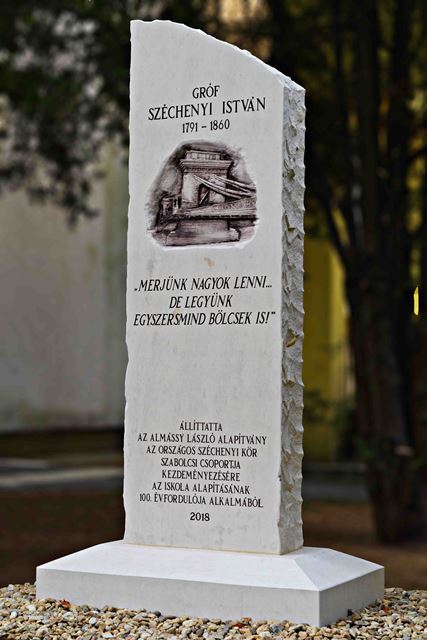 GRÓF
SZÉCHENYI ISTVÁN
1791 - 1860
„MERJÜNK NAGYOK LENNI...
DE LEGYÜNK
EGYSZERSMIND BÖLCSEK IS!"
ÁLLÍTTATTA
AZ ALMÁSSY LÁSZLÓ ALAPÍTVÁNY
AZ ORSZÁGOS SZÉCHENYI KÖR
SZABOLCSI CSOPORTJA
KEZDEMÉNYEZÉSÉRE
AZ ISKOLA ALAPÍTÁSÁNAK
100. ÉVFORDULÓJA ALKALMÁBÓL
2018